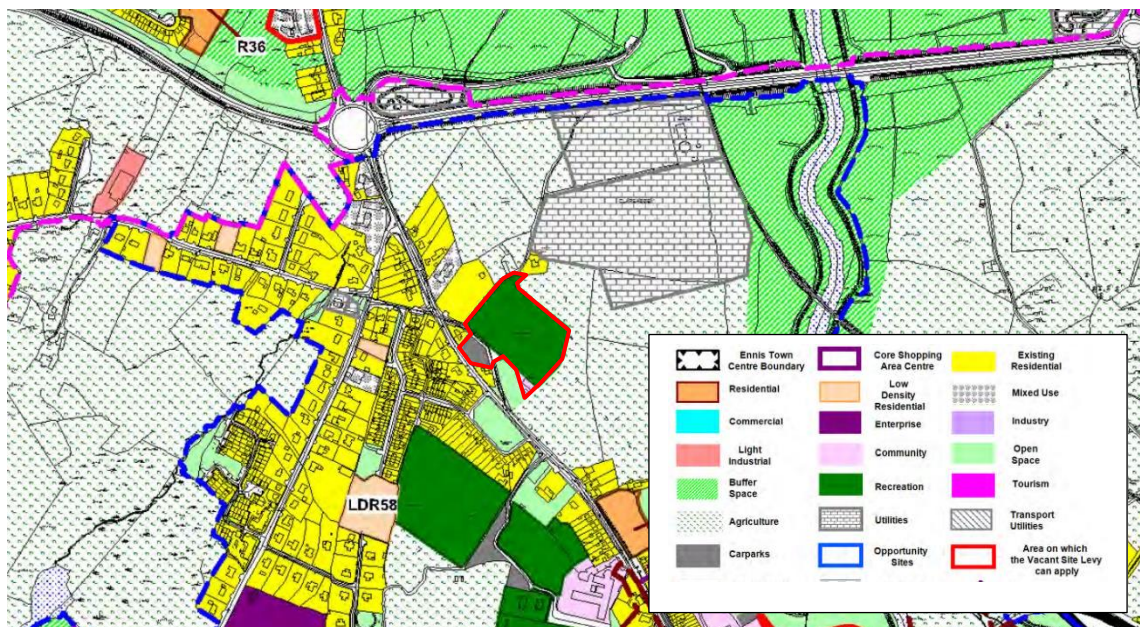 R36
LDR58
Ennis Town
Centre Boundary
Core Shopping
Area Centre
Existing
Residential
Residential
Low
Density
Residential
Mixed Use
Commercial
Enterprise
Industry
Light
Industrial
Community
Open
Space
Buffer
Space
Recreation
Tourism
Agriculture
Utilities
Transport
Utilities
Carparks
Opportunity
Sites
Area on which
the Vacant Site Levy
can apply